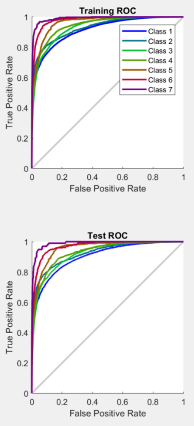 Training ROC
1
0.8
0.6
0.4
0.2
0
True Positive Rate
Class 1
Class 2
Class 3
Class 4
Class 5
Class 6
Class 7
0 0.2 0.4 0.6 0.8 1
False Positive Rate
Test ROC
1
0.8
0.6
0.4
0.2
0
True Positive Rate
0 0.2 0.4 0.6 0.8 1
False Positive Rate